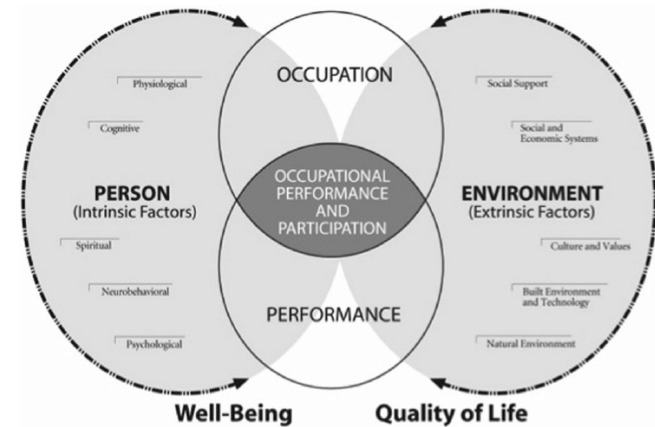 OCCUPATION
Physiological
Cognitive
PERSON
(Intrinsic Factors)
Spiritual
Neurobehavioral
Psychological
OCCUPATIONAL
PERFORMANCE
AND
PARTICIPATION
PERFORMANCE
Social Support
Social and
Economic Systems
ENVIRONMENT
(Extrinsic Factors)
Culture and Values
Built Environment
and Technology
Natural Environment
Well-Being
Quality of Life